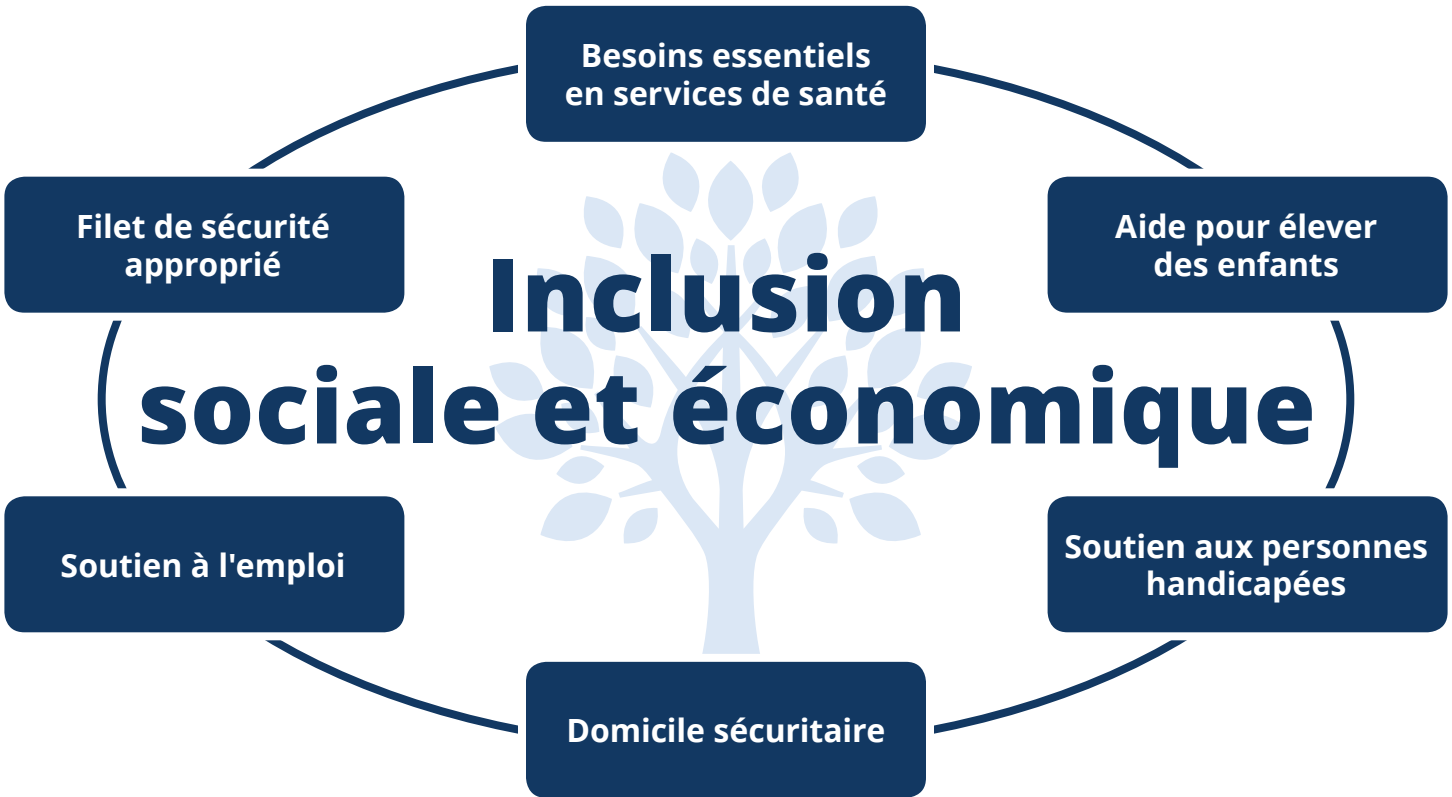 Besoins essentiels
en services de santé
Filet de sécurité
approprié
Aide pour élever
des enfants
Inclusion
sociale et économique
Soutien à l'emploi
Soutien aux personnes
handicapées
Domicile sécuritaire